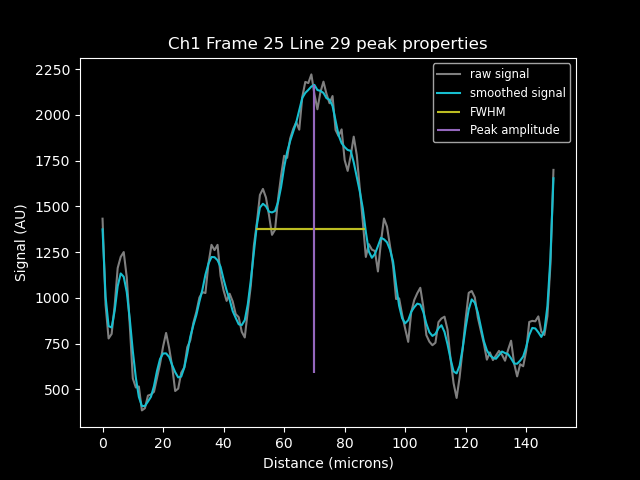 Ch1 Frame 25 Line 29 peak properties
raw signal
smoothed signal
FWHM
Peak amplitude
Signal (AU)
2250
2000
1750
1500
1250
1000
750
500
0 20 40 60 80 100 120 140
Distance (microns)